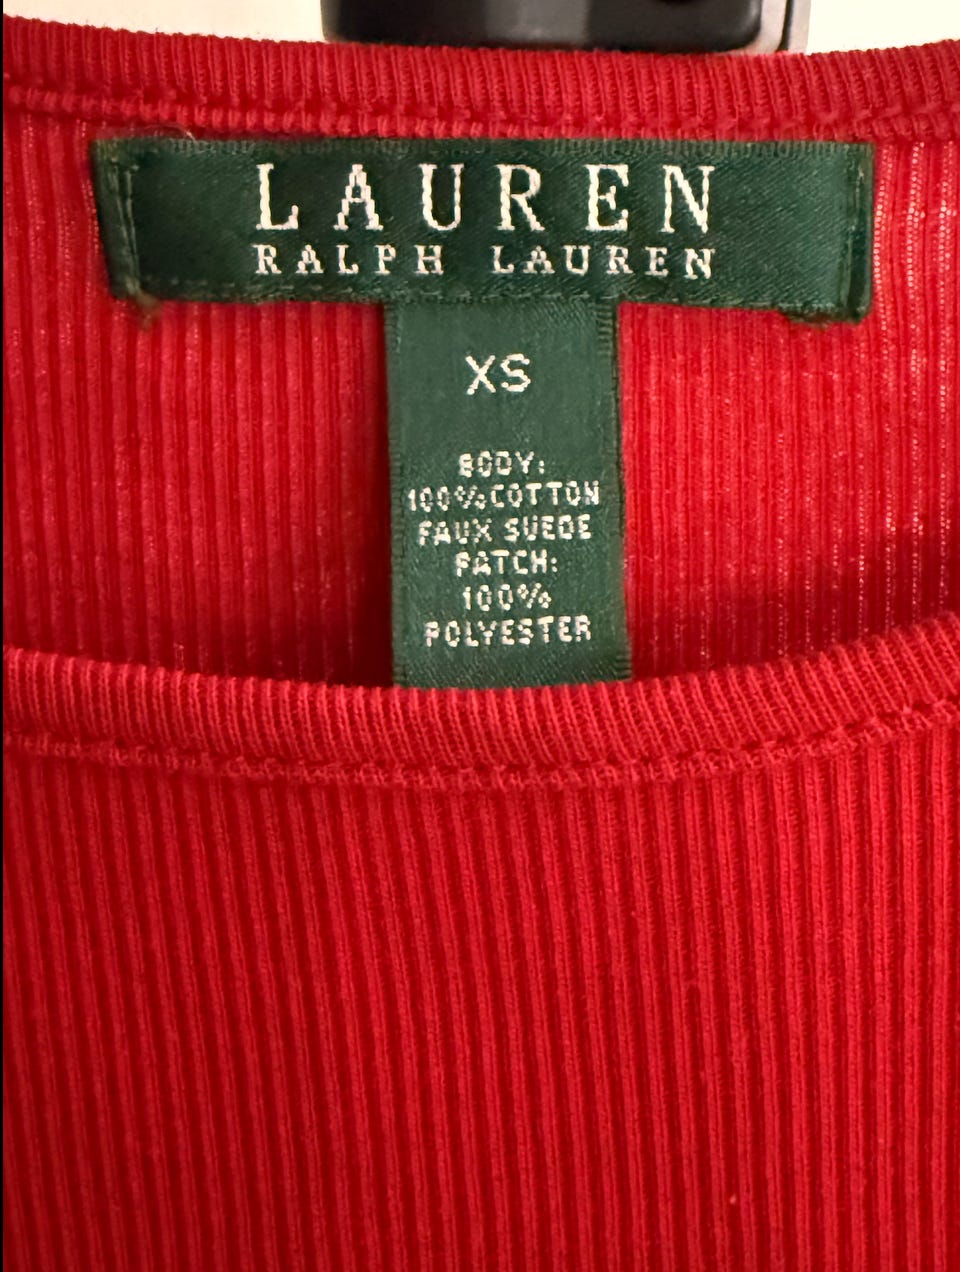 LAUREN
RALPH LAUREN
XS
BODY:
100%COTTON
FAUX SUEDE
PATCH:
100%
POLYESTER